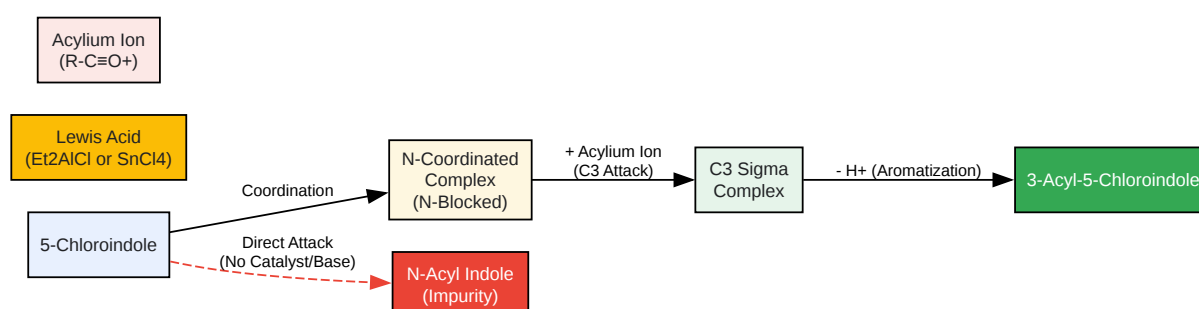 Acylium Ion
(R-C≡O+)
Lewis Acid
(Et2AlCl or SnCl4)
5-Chloroindole
Coordination
Direct Attack
(No Catalyst/Base)
N-Coordinated
Complex
(N-Blocked)
N-Acyl Indole
(Impurity)
+ Acylium Ion
(C3 Attack)
C3 Sigma
Complex
- H+ (Aromatization)
3-Acyl-5-Chloroindole